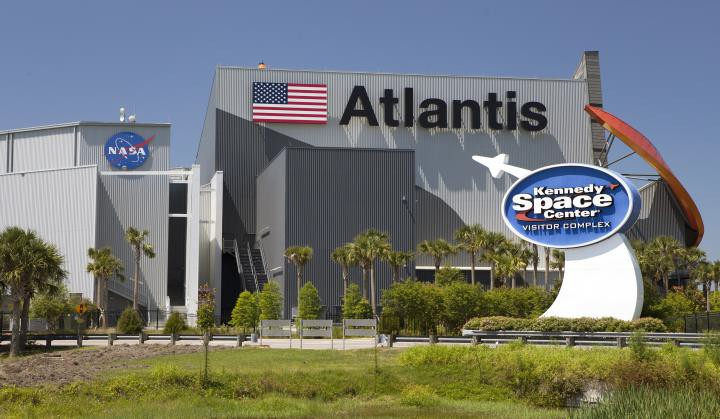 Atlantis
NASA
Kennedy
Space
Center
VISITOR COMPLEX